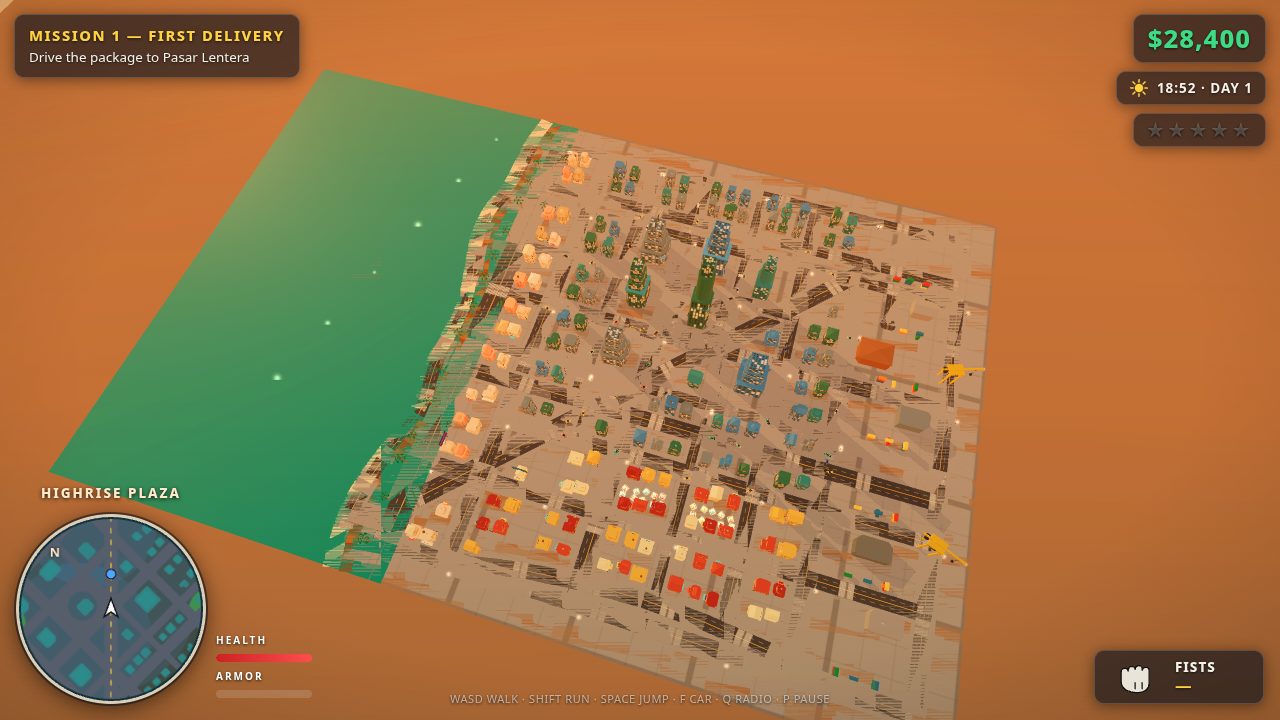 MISSION 1 — FIRST DELIVERY
Drive the package to Pasar Lentera
$28,400
18:52 · DAY 1
HIGHRISE PLAZA
N
HEALTH
ARMOR
WASD WALK · SHIFT RUN · SPACE JUMP · F CAR · Q RADIO · P PAUSE
FISTS
—